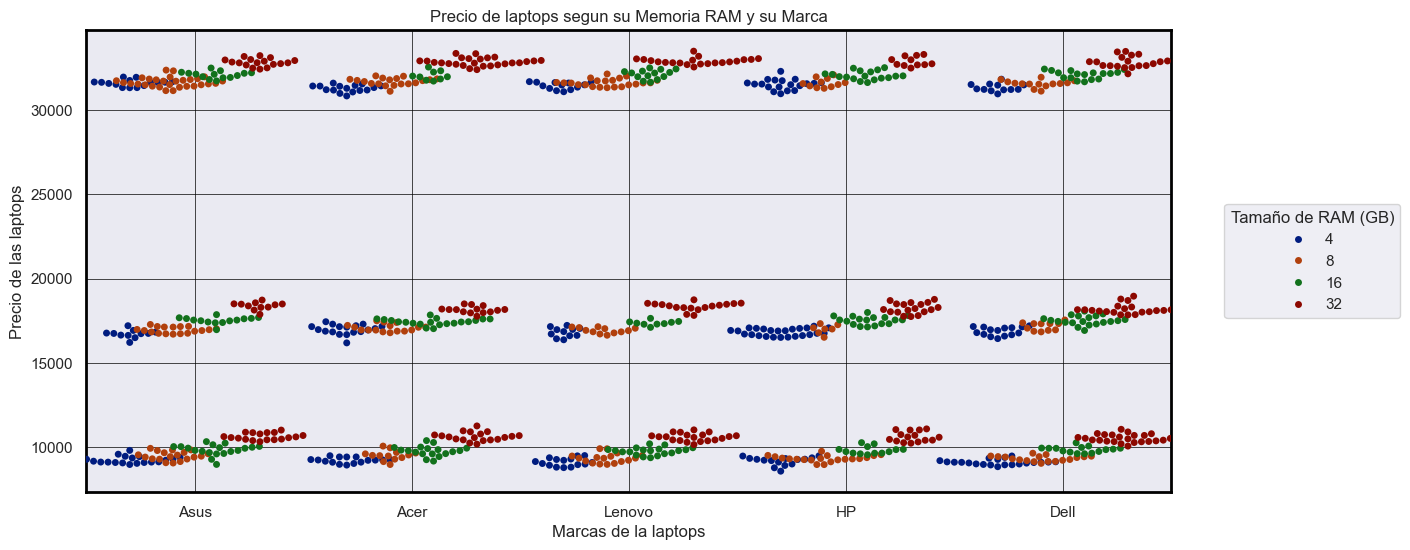 Precio de laptops segun su Memoria RAM y su Marca
Precio de las laptops
30000
25000
20000
15000
10000
Asus
Acer
Lenovo
HP
Dell
Marcas de la laptops
Tamaño de RAM (GB)
4
8
16
32